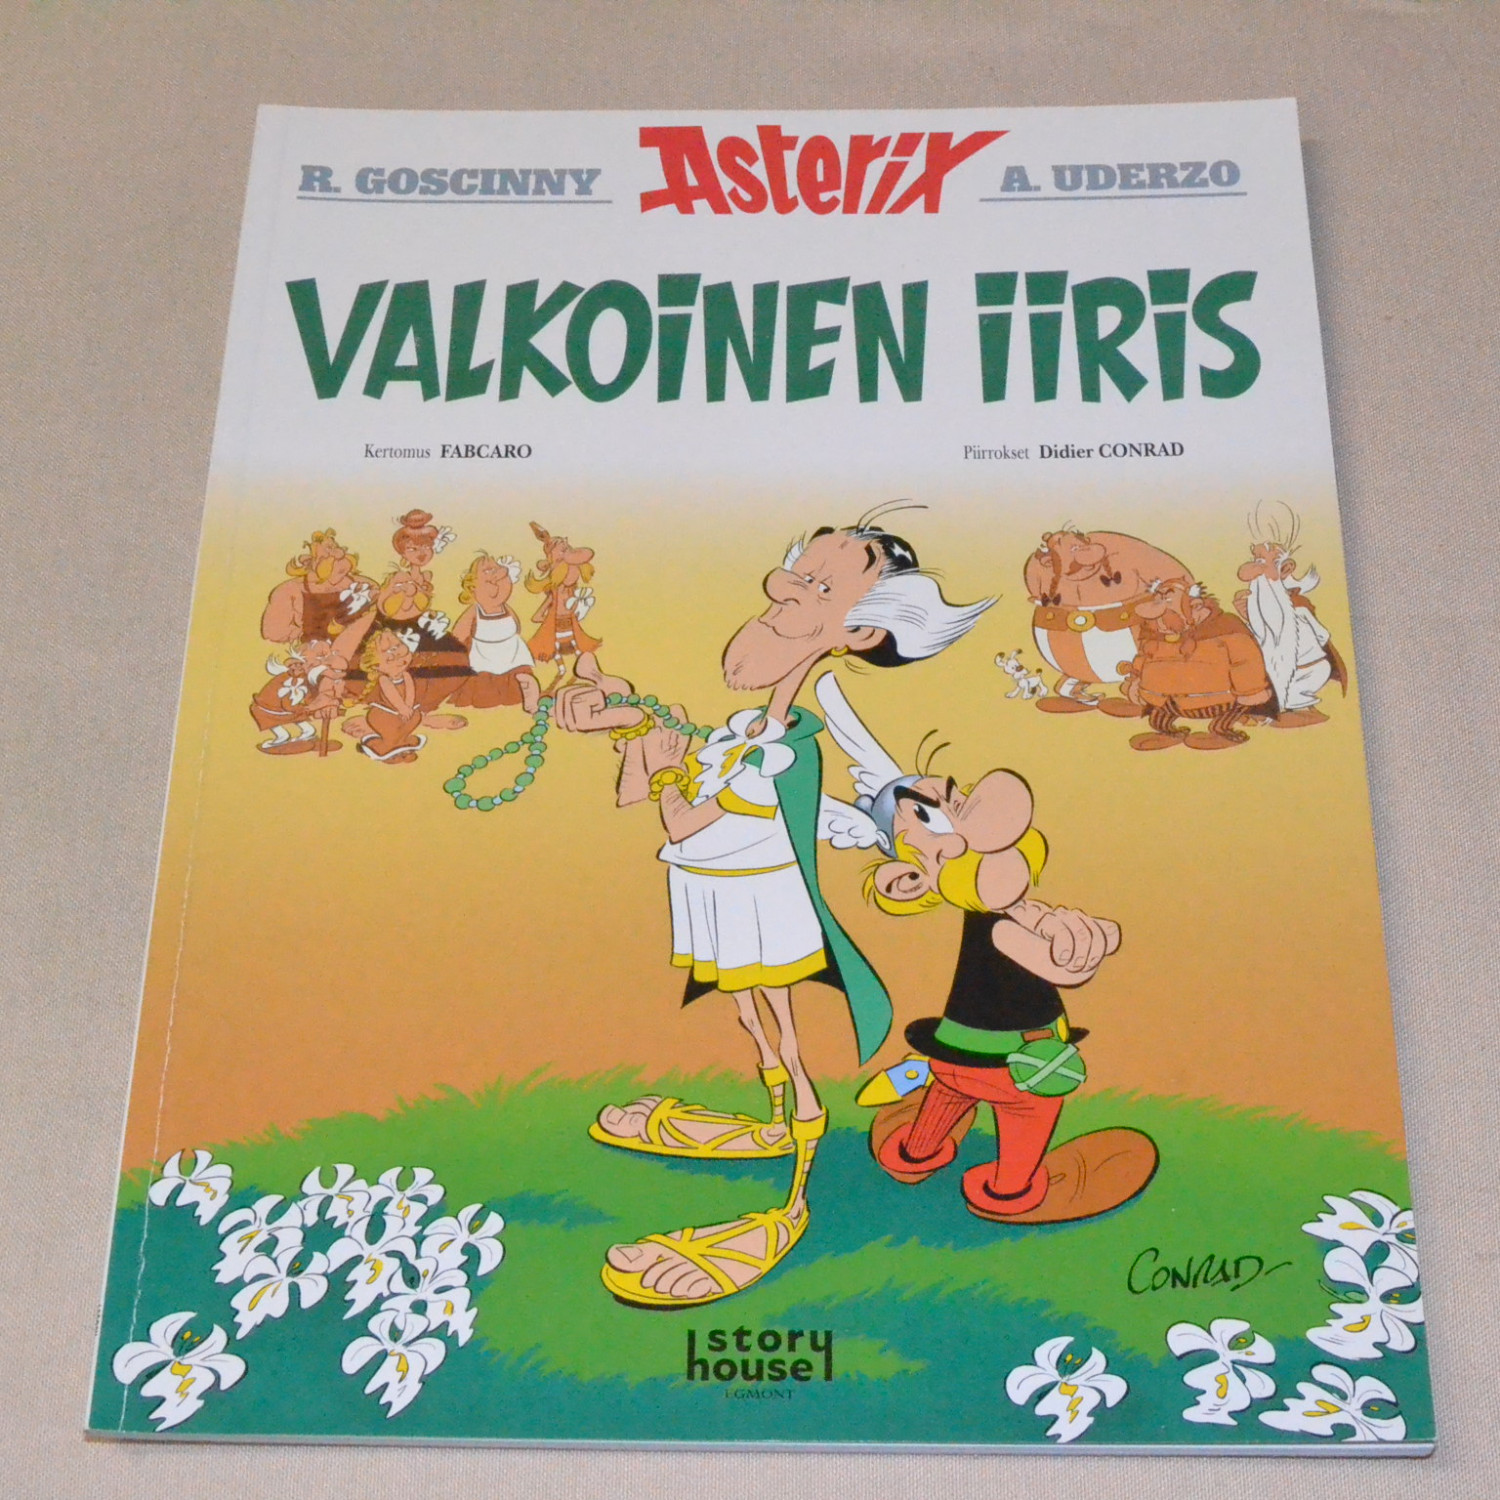 R. GOSCINNY Asterix A. UDERZO
VALKOINEN IIRIS
Kertomus FABCARO Piirrokset Didier CONRAD
CONRAD
story
house
EGMONT